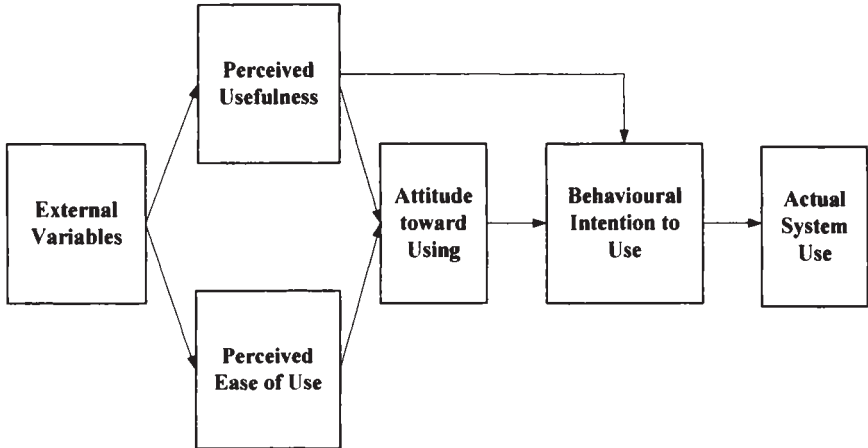 Perceived
Usefulness
External
Variables
Attitude
toward
Using
Behavioural
Intention to
Use
Actual
System
Use
Perceived
Ease of Use